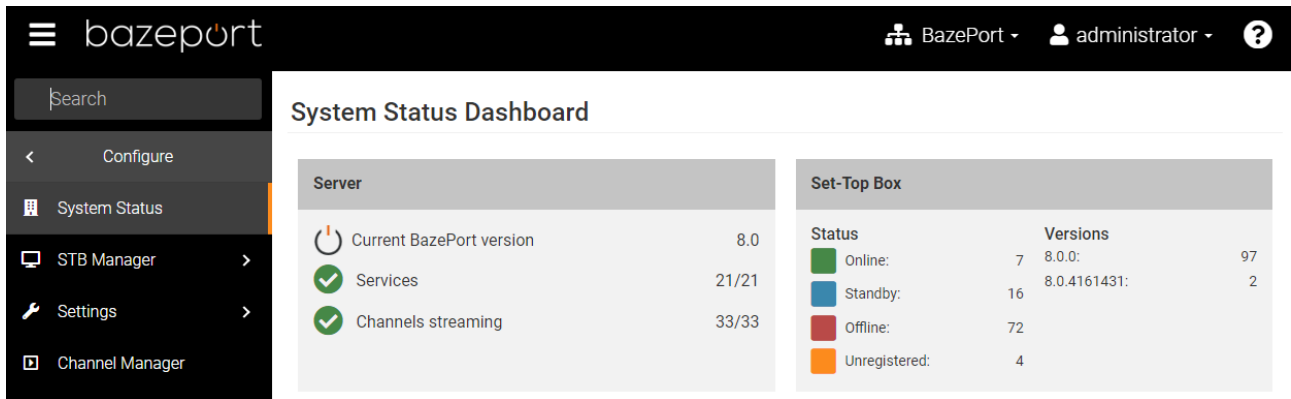 bazeport
BazePort
administrator
?
Search
Configure
System Status
STB Manager
Settings
Channel Manager
System Status Dashboard
Server
Current BazePort version 8.0
Services 21/21
Channels streaming 33/33
Set-Top Box
Status
Online: 7
Standby: 16
Offline: 72
Unregistered: 4
Versions
8.0.0: 97
8.0.4161431: 2